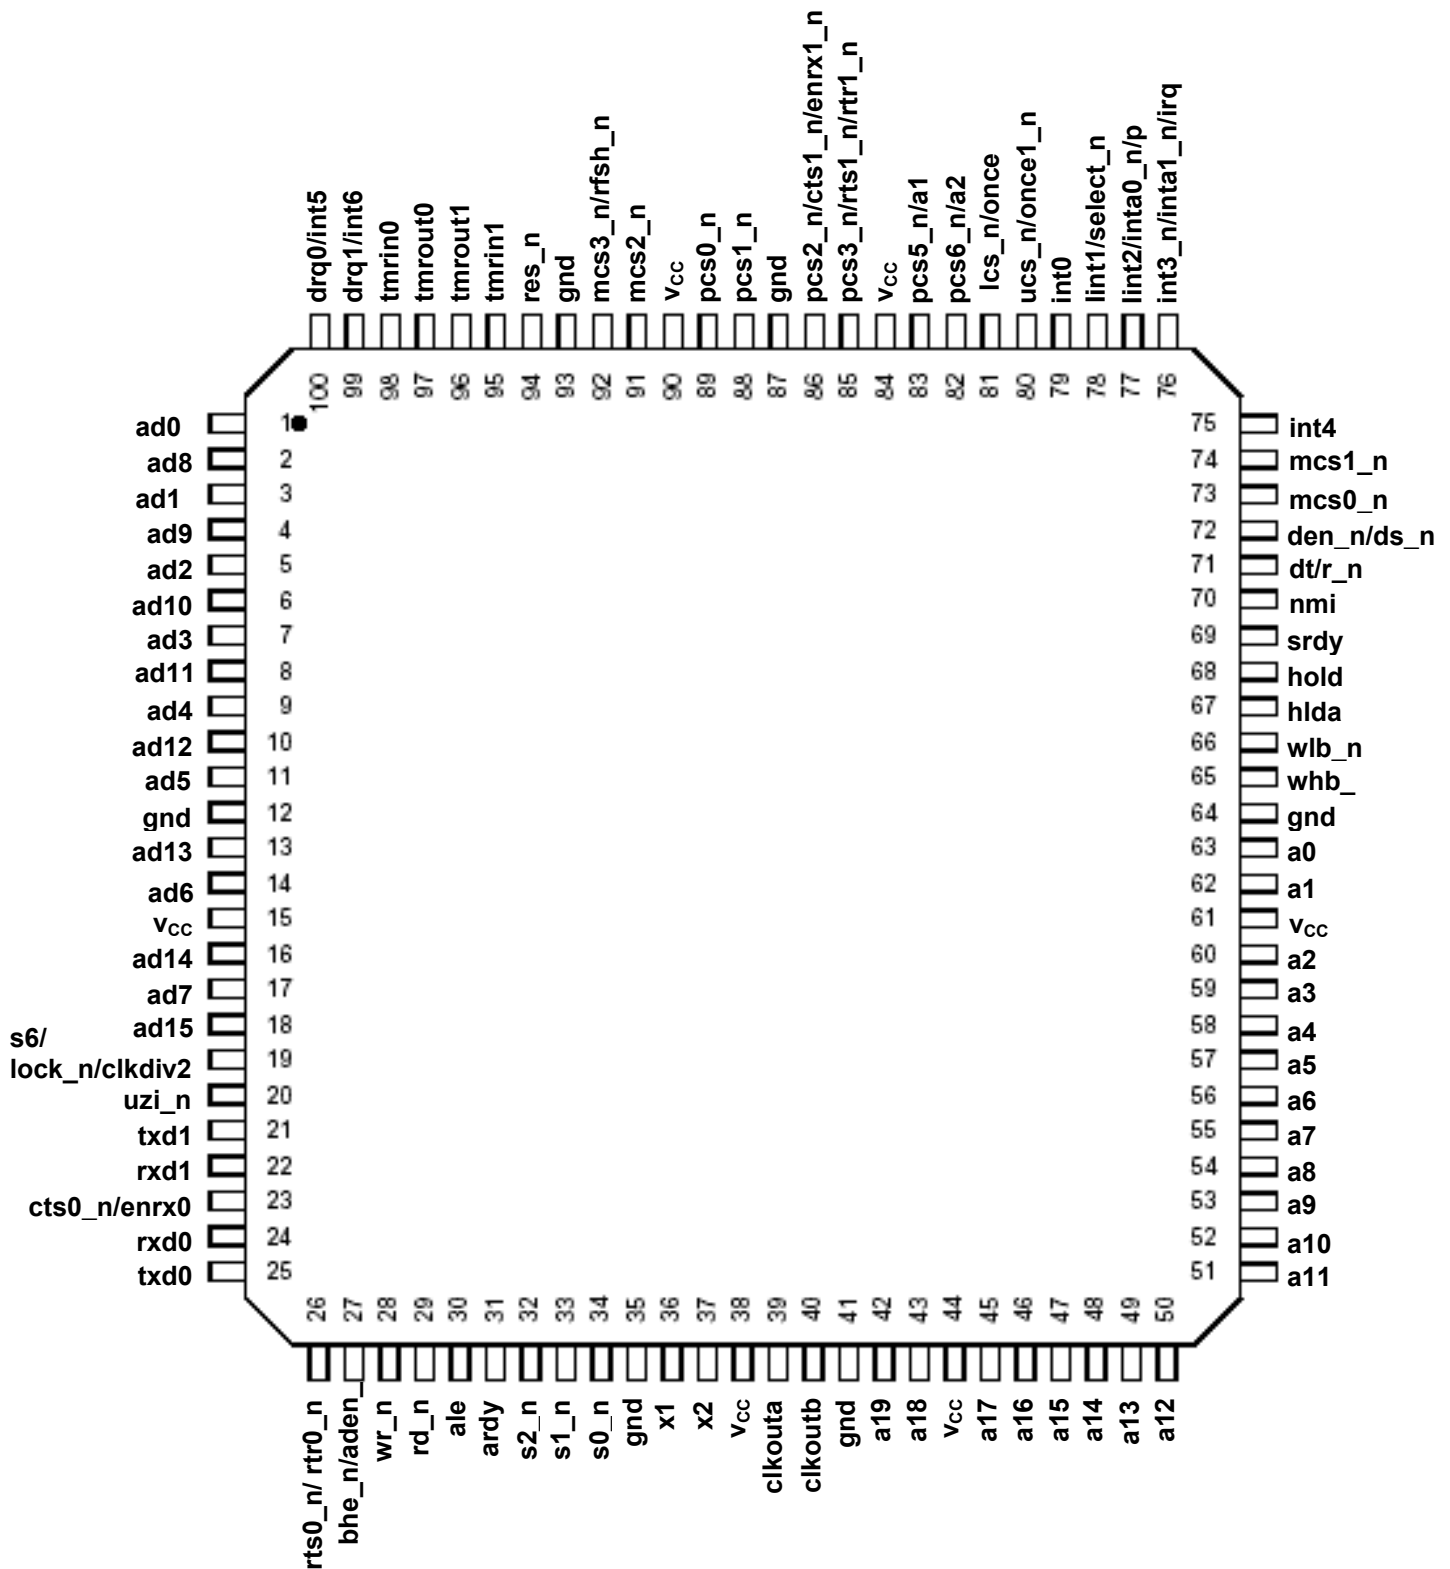 drq0/int5
drq1/int6
tmrin0
tmrout0
tmrout1
tmrin1
res_n
gnd
mcs3_n/rfsh_n
mcs2_n
vCC
pcs0_n
pcs1_n
gnd
pcs2_n/cts1_n/enrx1_n
pcs3_n/rts1_n/rtr1_n
vCC
pcs5_n/a1
pcs6_n/a2
lcs_n/once
ucs_n/once1_n
int0
lint1/select_n
lint2/inta0_n/p
int3_n/inta1_n/irq
100
99
98
97
96
95
94
93
92
91
90
89
88
87
86
85
84
83
82
81
80
79
78
77
76
ad0 1 75 int4
ad8 2 74 mcs1_n
ad1 3 73 mcs0_n
ad9 4 72 den_n/ds_n
ad2 5 71 dt/r_n
ad10 6 70 nmi
ad3 7 69 srdy
ad11 8 68 hold
ad4 9 67 hlda
ad12 10 66 wlb_n
ad5 11 65 whb_
gnd 12 64 gnd
ad13 13 63 a0
ad6 14 62 a1
vCC 15 61 vCC
ad14 16 60 a2
ad7 17 59 a3
ad15 18 58 a4
s6/
lock_n/clkdiv2 19 57 a5
uzi_n 20 56 a6
txd1 21 55 a7
rxd1 22 54 a8
cts0_n/enrx0 23 53 a9
rxd0 24 52 a10
txd0 25 51 a11
26
27
28
29
30
31
32
33
34
35
36
37
38
39
40
41
42
43
44
45
46
47
48
49
50
rts0_n/ rtr0_n
bhe_n/aden_
wr_n
rd_n
ale
ardy
s2_n
s1_n
s0_n
gnd
x1
x2
vCC
clkouta
clkoutb
gnd
a19
a18
vCC
a17
a16
a15
a14
a13
a12